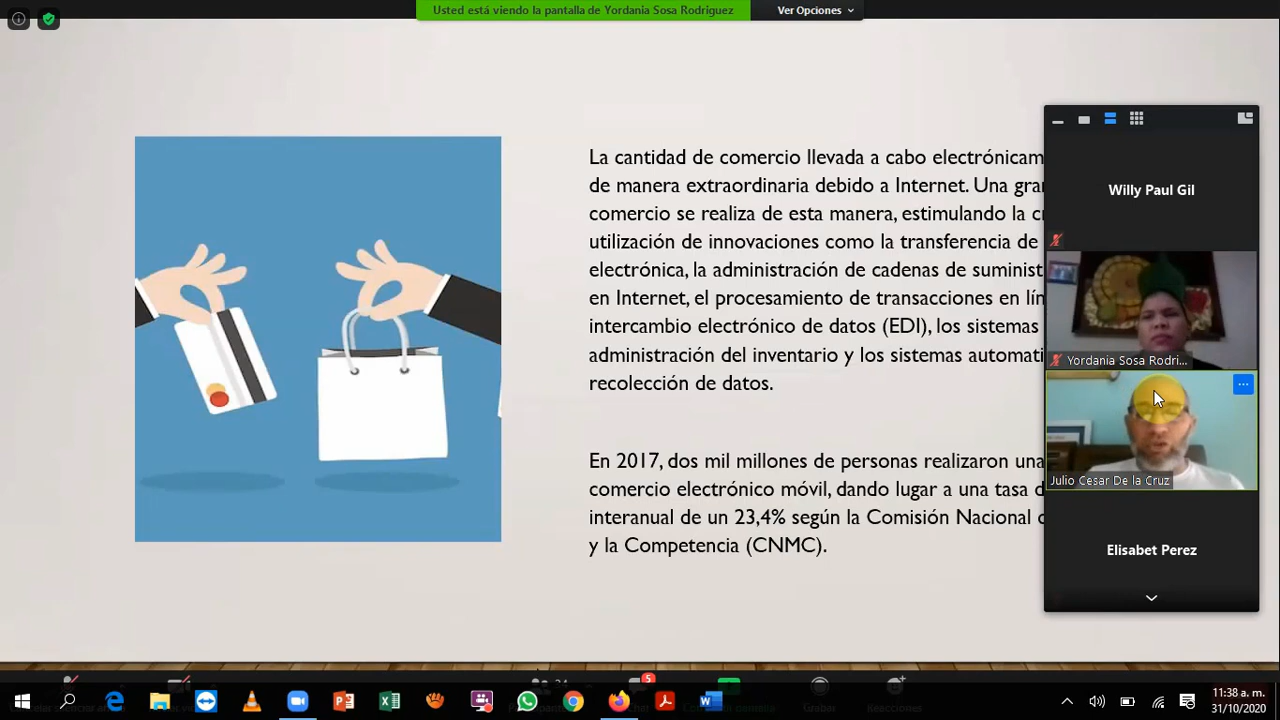 Usted está viendo la pantalla de Yordania Sosa Rodriguez
Ver Opciones
La cantidad de comercio llevada a cabo electrónicam
de manera extraordinaria debido a Internet. Una gra
comercio se realiza de esta manera, estimulando la c
utilización de innovaciones como la transferencia de
electrónica, la administración de cadenas de suminist
en Internet, el procesamiento de transacciones en lín
intercambio electrónico de datos (EDI), los sistemas
administración del inventario y los sistemas automati
recolección de datos.
En 2017, dos mil millones de personas realizaron una
comercio electrónico móvil, dando lugar a una tasa d
interanual de un 23,4% según la Comisión Nacional
y la Competencia (CNMC).
Willy Paul Gil
Yordania Sosa Rodri...
Julio Cesar De la Cruz
Elisabet Perez
5
Grabar
Reacciones
11:38 a. m.
31/10/2020